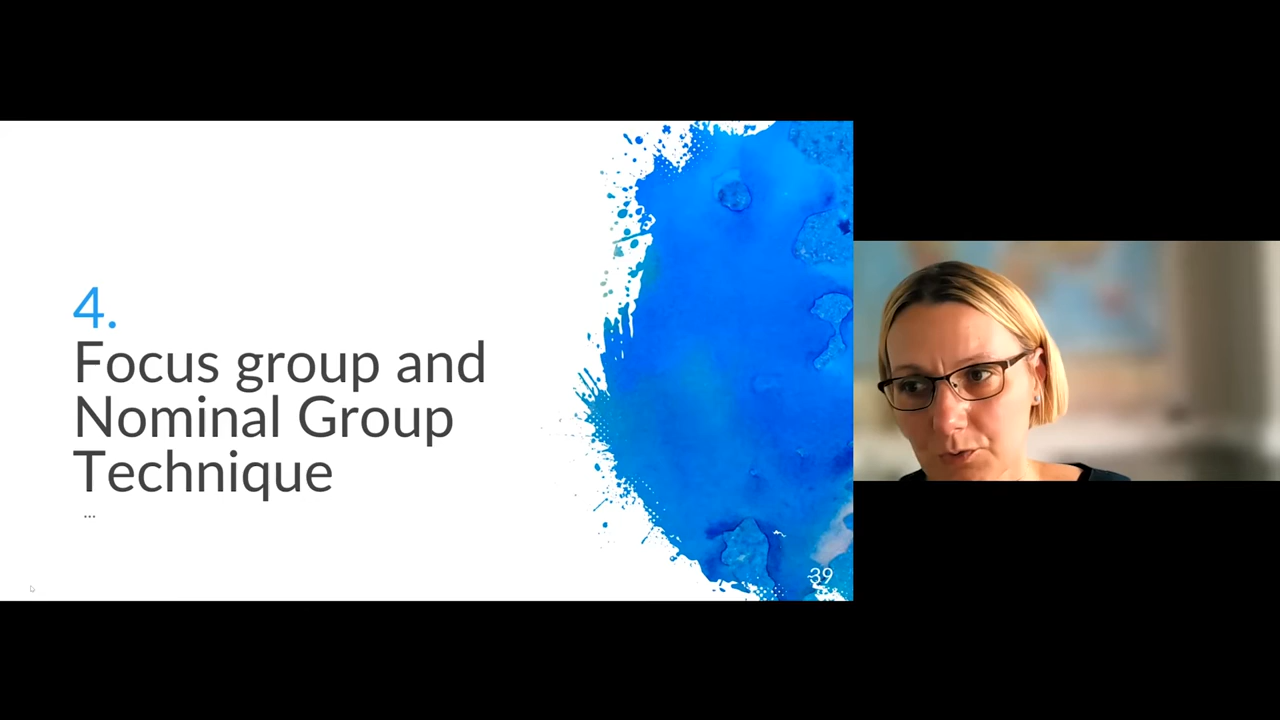 4.
Focus group and
Nominal Group
Technique
...
39